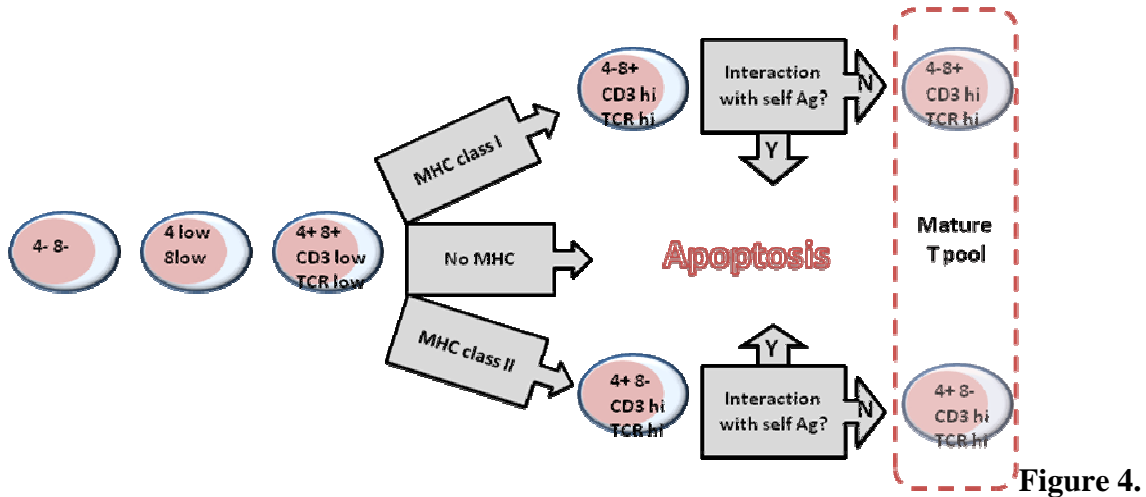 4- 8-
4 low
8low
4+ 8+
CD3 low
TCR low
MHC class I
No MHC
MHC class II
4-8+
CD3 hi
TCR hi
Interaction
with self Ag?
N
Y
4-8+
CD3 hi
TCR hi
Apoptosis
Mature
T pool
4+ 8-
CD3 hi
TCR hi
Y
Interaction
with self Ag?
N
4+ 8-
CD3 hi
TCR hi
Figure 4.